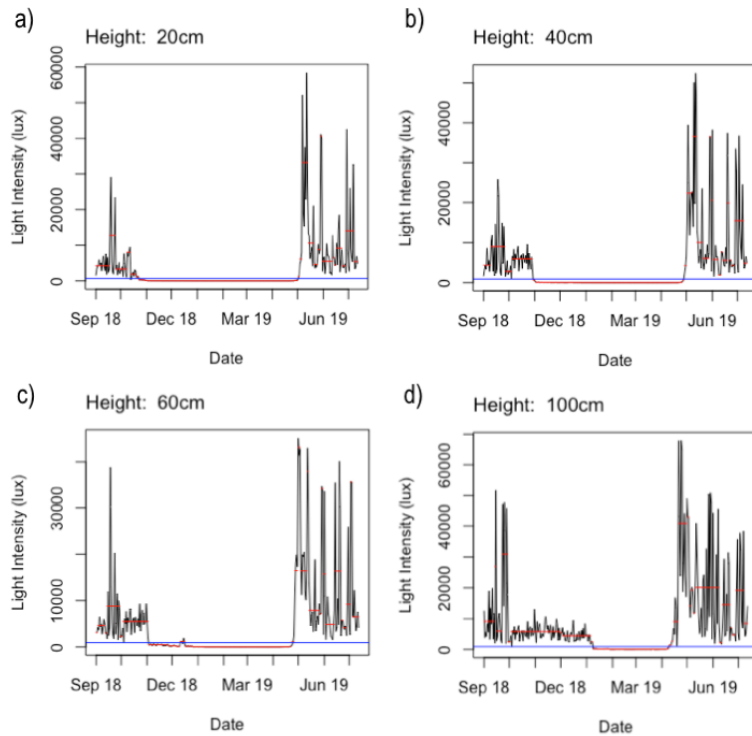 a)
Height: 20cm
Light Intensity (lux)
60000
40000
20000
0
Sep 18 Dec 18 Mar 19 Jun 19
Date
b)
Height: 40cm
Light Intensity (lux)
40000
20000
0
Sep 18 Dec 18 Mar 19 Jun 19
Date
c)
Height: 60cm
Light Intensity (lux)
30000
10000
0
Sep 18 Dec 18 Mar 19 Jun 19
Date
d)
Height: 100cm
Light Intensity (lux)
60000
40000
20000
0
Sep 18 Dec 18 Mar 19 Jun 19
Date